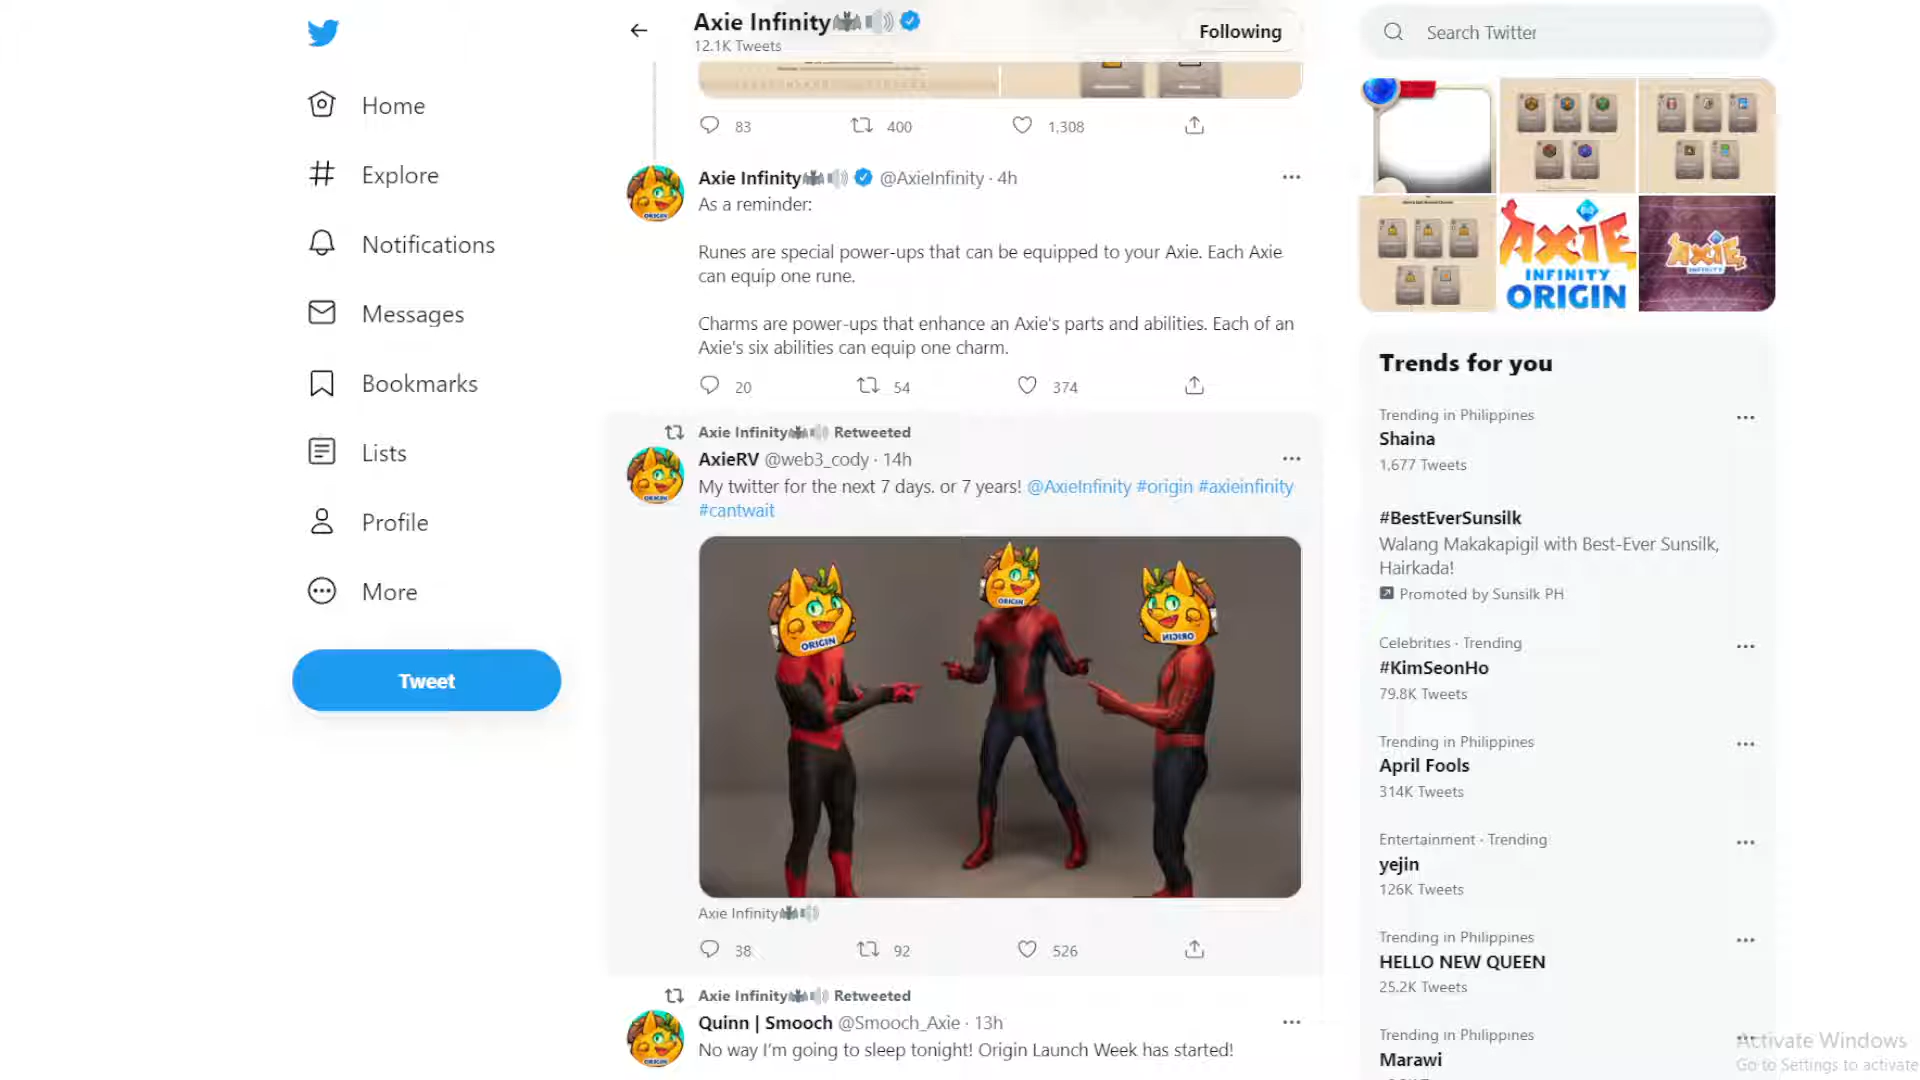 Axie Infinity
12.1K Tweets
Following
Search Twitter
Home
Explore
Notifications
Messages
Bookmarks
Lists
Profile
More
Tweet
83 400 1,308
Axie Infinity @AxieInfinity · 4h
As a reminder:
Runes are special power-ups that can be equipped to your Axie. Each Axie
can equip one rune.
Charms are power-ups that enhance an Axie's parts and abilities. Each of an
Axie's six abilities can equip one charm.
20 54 374
Axie Infinity Retweeted
AxieRV @web3_cody · 14h
My twitter for the next 7 days. or 7 years! @AxieInfinity #origin #axieinfinity
#cantwait
ORIGIN
ORIGIN
ORIGIN
Axie Infinity
38 92 526
Axie Infinity Retweeted
Quinn | Smooch @Smooch_Axie · 13h
No way I'm going to sleep tonight! Origin Launch Week has started!
AXIE
INFINITY
ORIGIN
AXIE
INFINITY
Trends for you
Trending in Philippines
Shaina
1,677 Tweets
#BestEverSunsilk
Walang Makakapigil with Best-Ever Sunsilk,
Hairkada!
Promoted by Sunsilk PH
Celebrities · Trending
#KimSeonHo
79.8K Tweets
Trending in Philippines
April Fools
314K Tweets
Entertainment · Trending
yejin
126K Tweets
Trending in Philippines
HELLO NEW QUEEN
25.2K Tweets
Trending in Philippines
Marawi
Activate Windows
Go to Settings to activate